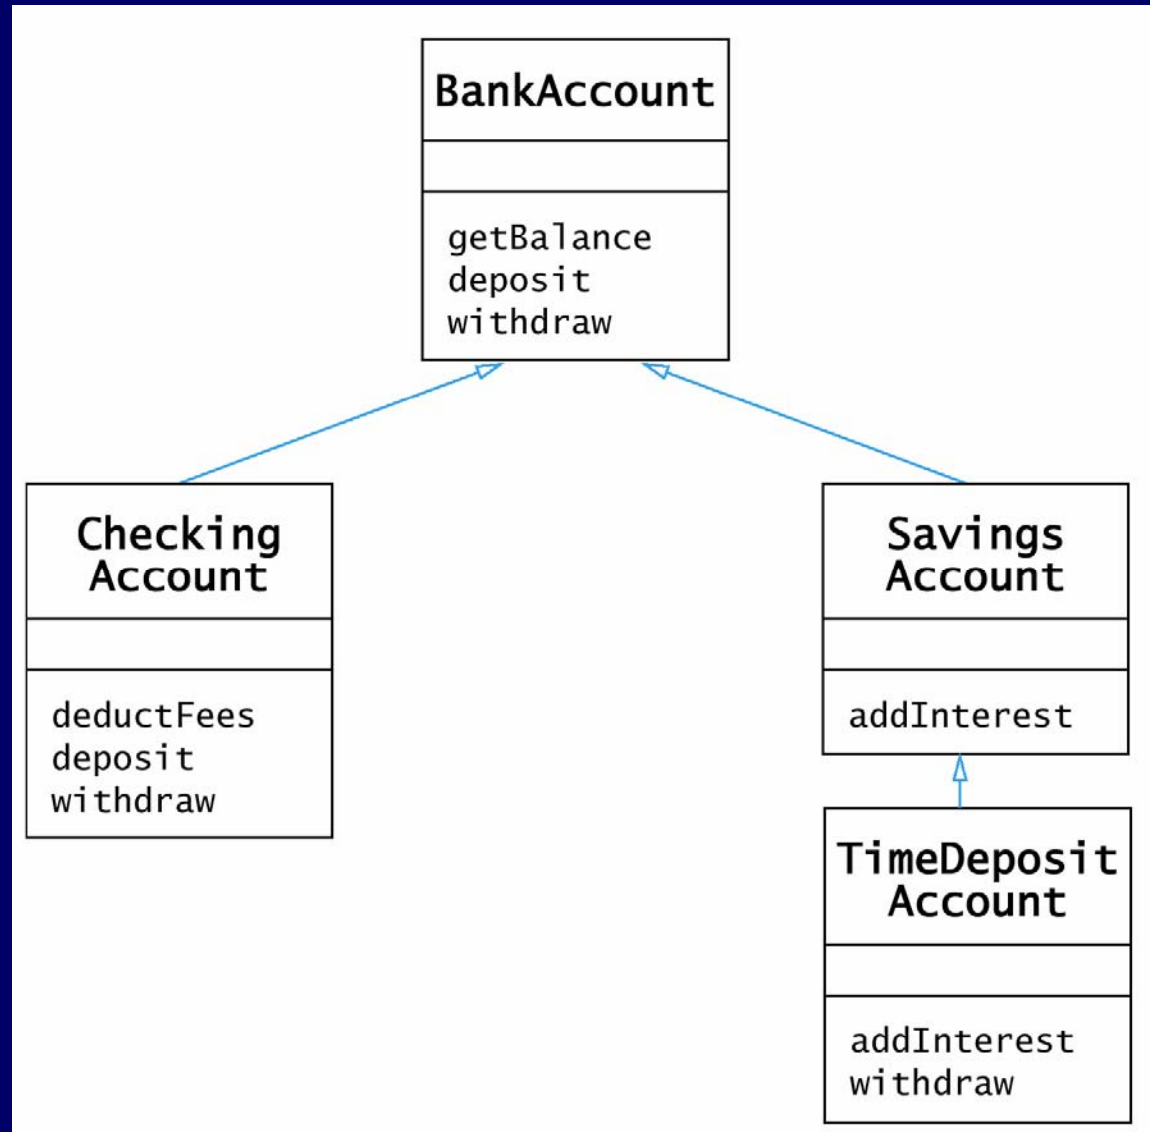 BankAccount
getBalance
deposit
withdraw
Checking
Account
deductFees
deposit
withdraw
Savings
Account
addInterest
TimeDeposit
Account
addInterest
withdraw